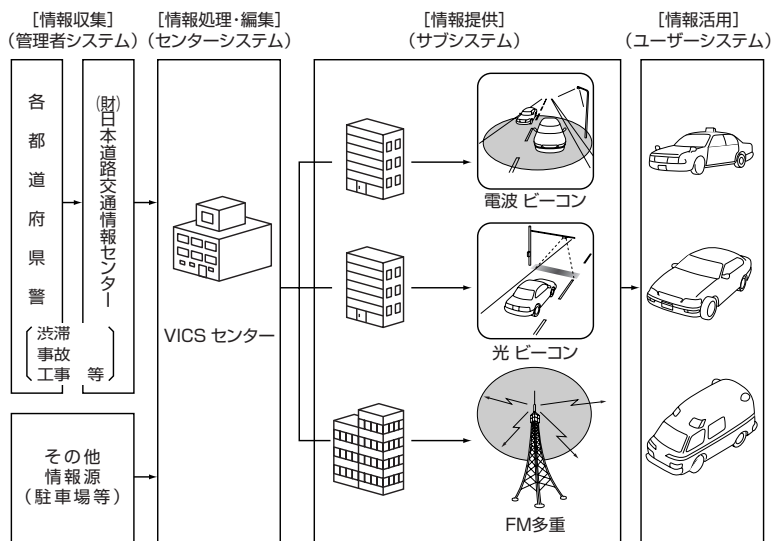 [情報収集]
(管理者システム)
[情報処理・編集]
(センターシステム)
[情報提供]
(サブシステム)
[情報活用]
(ユーザーシステム)
各都道府県警
(財)日本道路交通情報センター
渋滞
事故
工事 等
その他
情報源
(駐車場等)
VICS センター
電波 ビーコン
光 ビーコン
FM多重